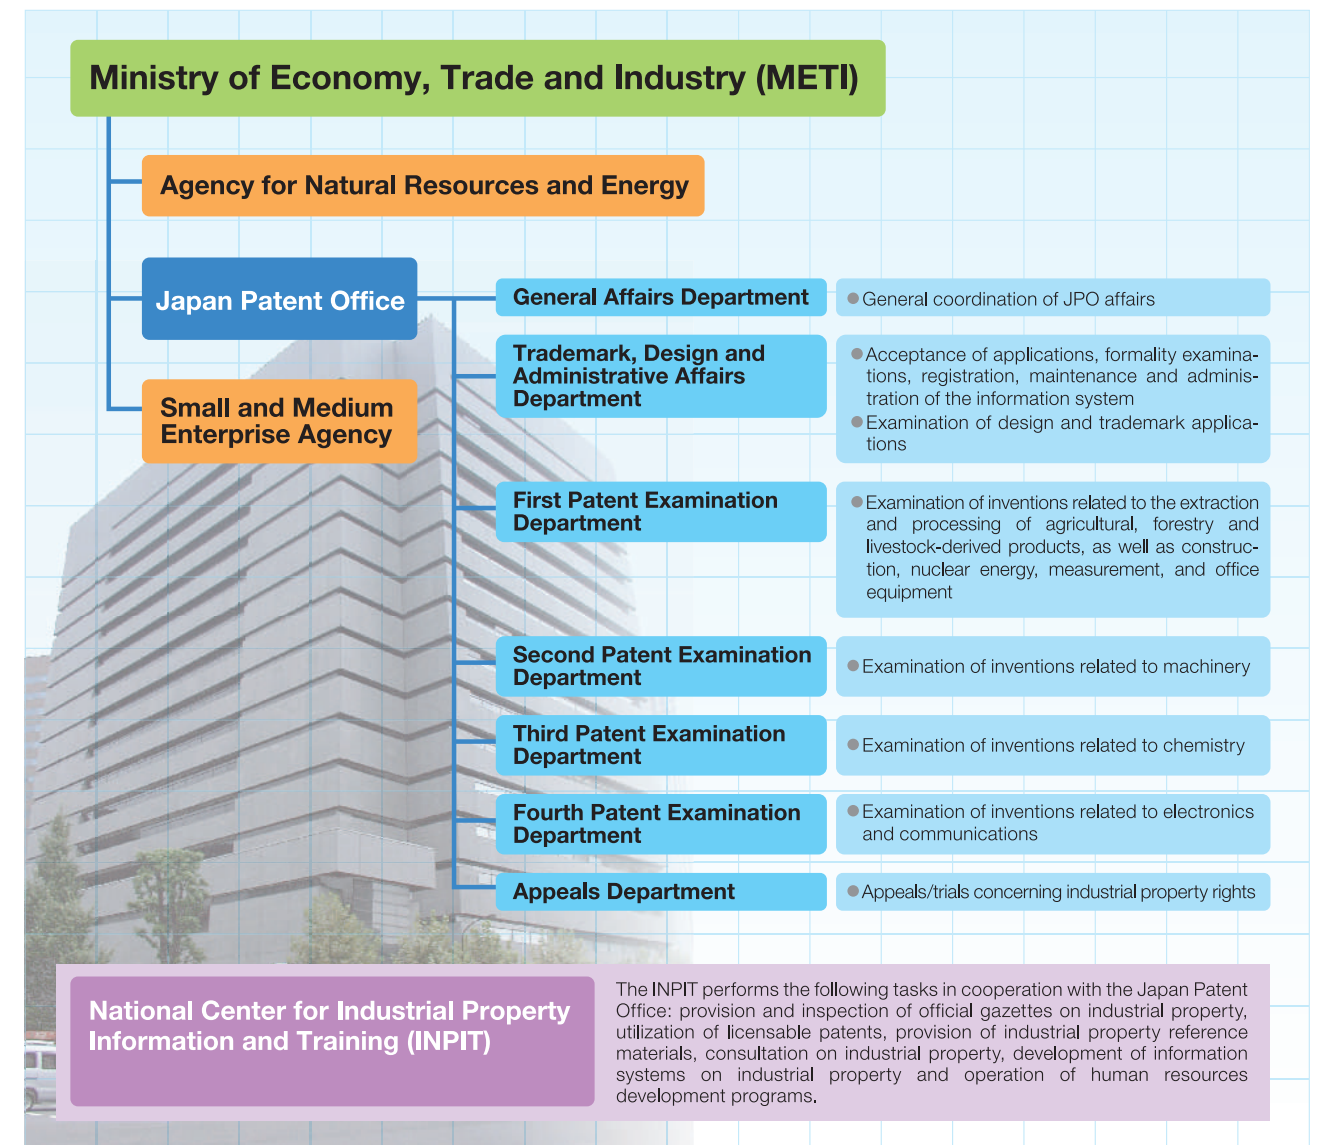 Ministry of Economy, Trade and Industry (METI)
Agency for Natural Resources and Energy
Japan Patent Office
Small and Medium
Enterprise Agency
General Affairs Department
General coordination of JPO affairs
Trademark, Design and
Administrative Affairs
Department
Acceptance of applications, formality examina-
tions, registration, maintenance and adminis-
tration of the information system
Examination of design and trademark applica-
tions
First Patent Examination
Department
Examination of inventions related to the extraction
and processing of agricultural, forestry and
livestock-derived products, as well as construc-
tion, nuclear energy, measurement, and office
equipment
Second Patent Examination
Department
Examination of inventions related to machinery
Third Patent Examination
Department
Examination of inventions related to chemistry
Fourth Patent Examination
Department
Examination of inventions related to electronics
and communications
Appeals Department
Appeals/trials concerning industrial property rights
National Center for Industrial Property
Information and Training (INPIT)
The INPIT performs the following tasks in cooperation with the Japan Patent
Office: provision and inspection of official gazettes on industrial property,
utilization of licensable patents, provision of industrial property reference
materials, consultation on industrial property, development of information
systems on industrial property and operation of human resources
development programs.